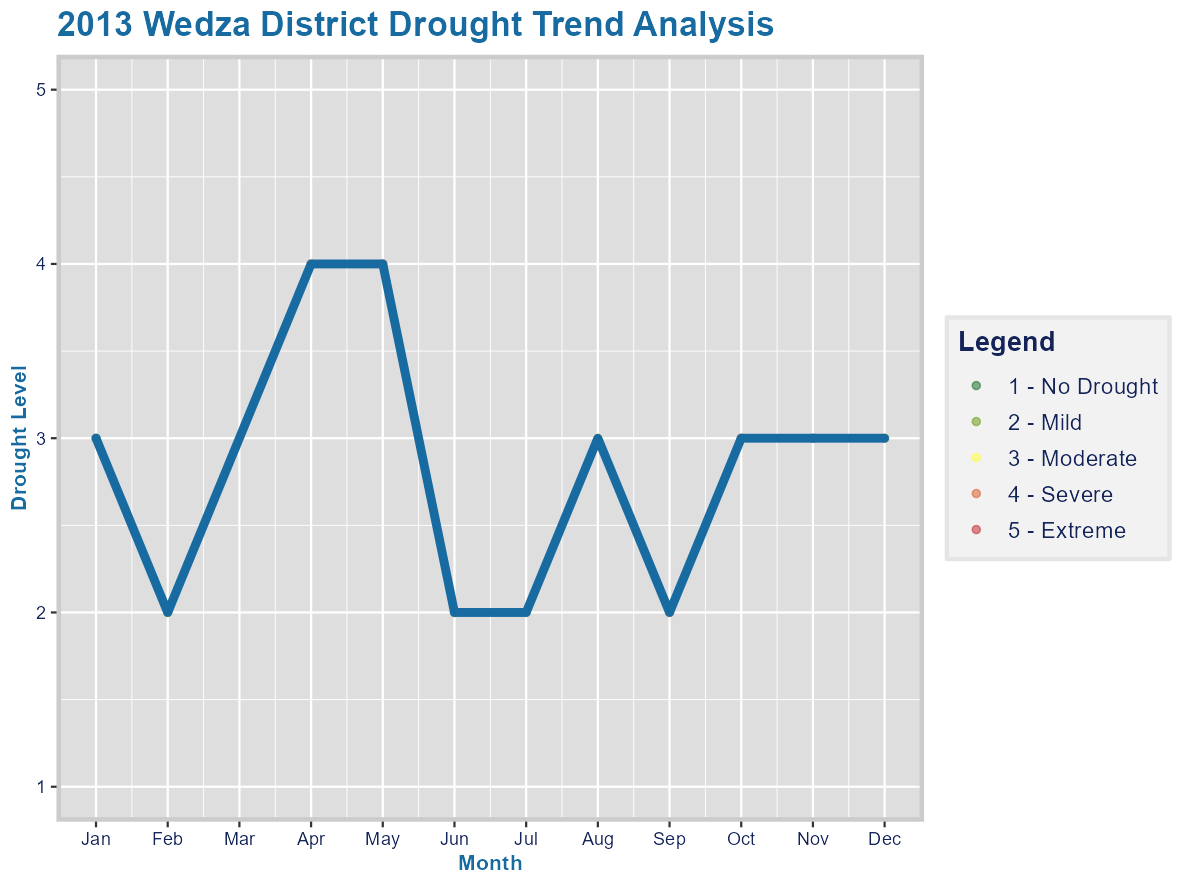 2013 Wedza District Drought Trend Analysis
Drought Level
5
4
3
2
1
Jan Feb Mar Apr May Jun Jul Aug Sep Oct Nov Dec
Month
Legend
1 - No Drought
2 - Mild
3 - Moderate
4 - Severe
5 - Extreme